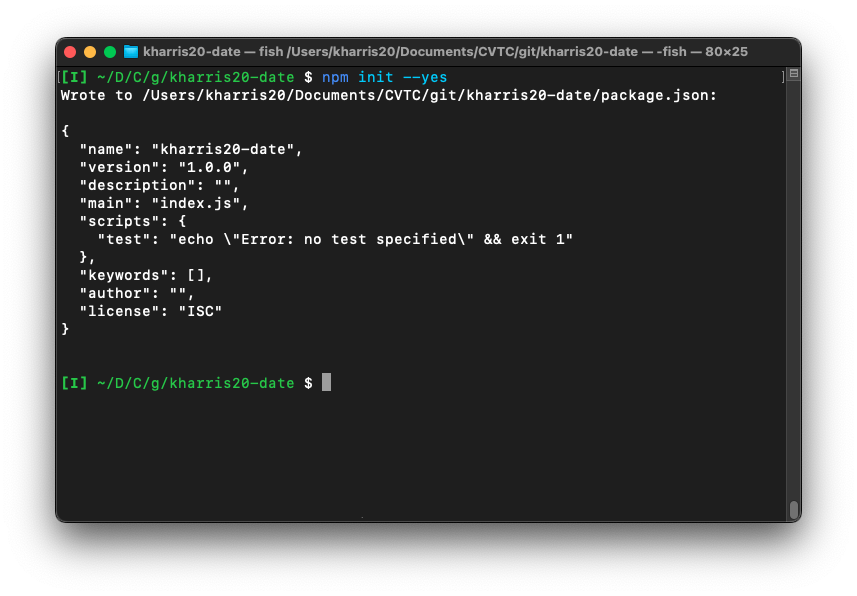 kharris20-date — fish /Users/kharris20/Documents/CVTC/git/kharris20-date — -fish — 80×25
[I] ~/D/C/g/kharris20-date $ npm init --yes
Wrote to /Users/kharris20/Documents/CVTC/git/kharris20-date/package.json:
{
  "name": "kharris20-date",
  "version": "1.0.0",
  "description": "",
  "main": "index.js",
  "scripts": {
    "test": "echo \"Error: no test specified\" && exit 1"
  },
  "keywords": [],
  "author": "",
  "license": "ISC"
}
[I] ~/D/C/g/kharris20-date $